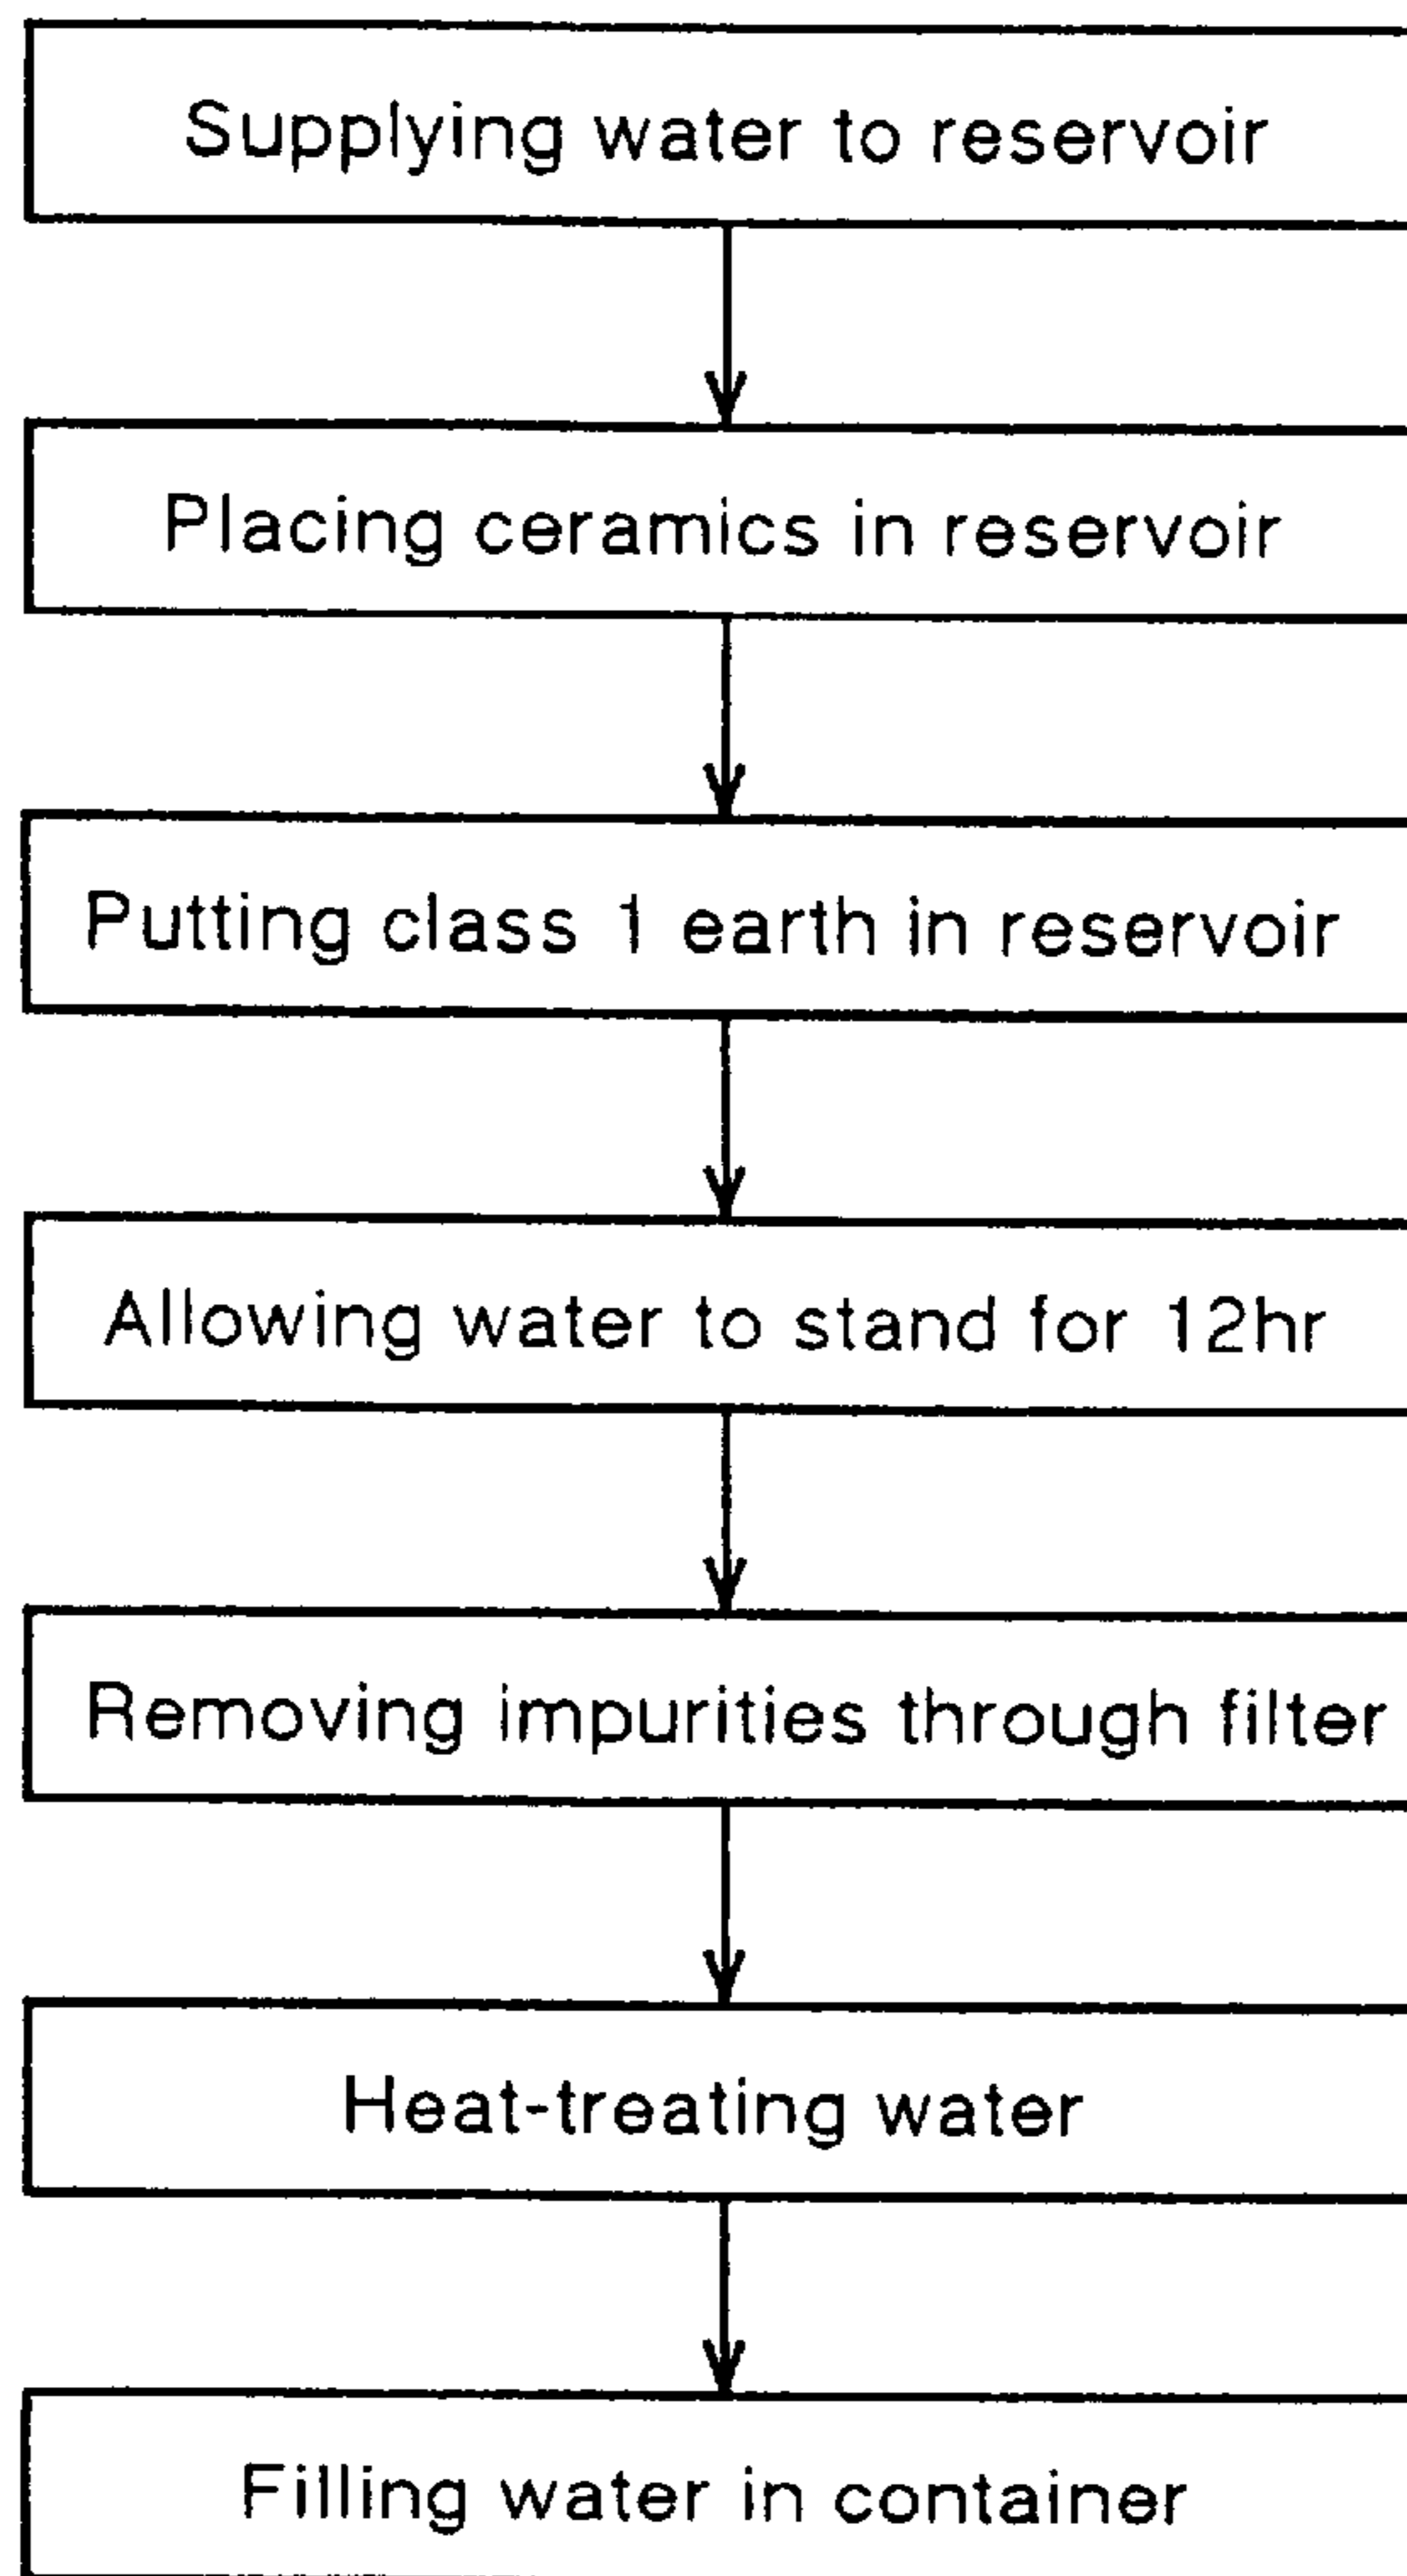 Supplying water to reservoir
Placing ceramics in reservoir
Putting class 1 earth in reservoir
Allowing water to stand for 12hr
Removing impurities through filter
Heat-treating water
Filling water in container